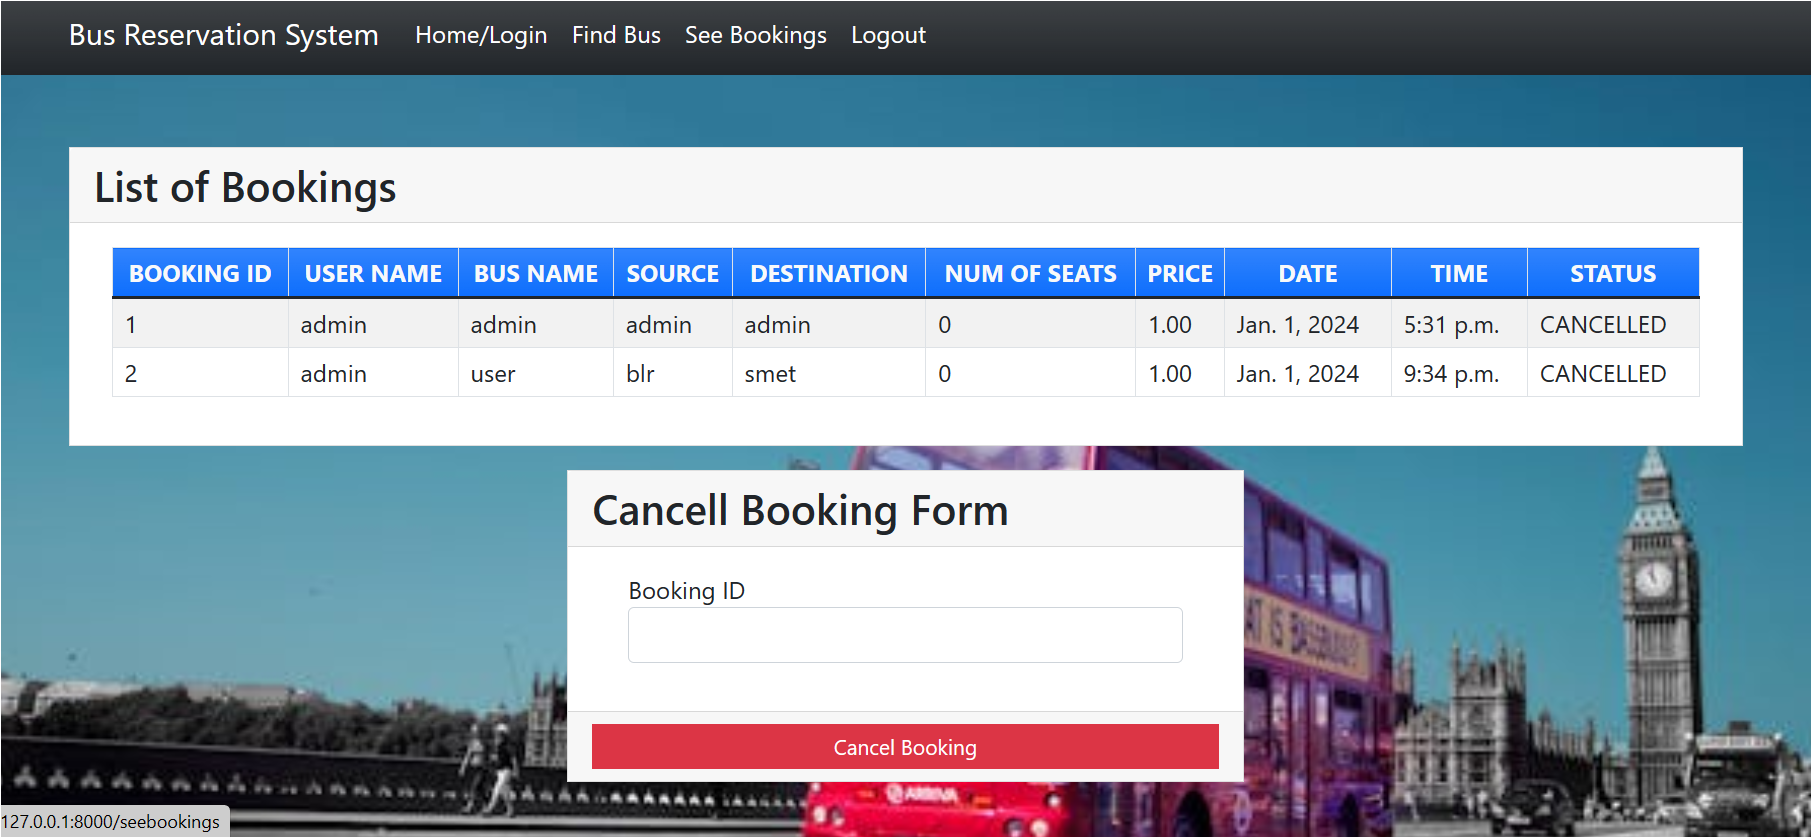 Bus Reservation System Home/Login Find Bus See Bookings Logout
List of Bookings
BOOKING ID USER NAME BUS NAME SOURCE DESTINATION NUM OF SEATS PRICE DATE TIME STATUS
1 admin admin admin admin 0 1.00 Jan. 1, 2024 5:31 p.m. CANCELLED
2 admin user blr smet 0 1.00 Jan. 1, 2024 9:34 p.m. CANCELLED
Cancell Booking Form
Booking ID
AT IS
Cancel Booking
ARRIVA
127.0.0.1:8000/seebookings